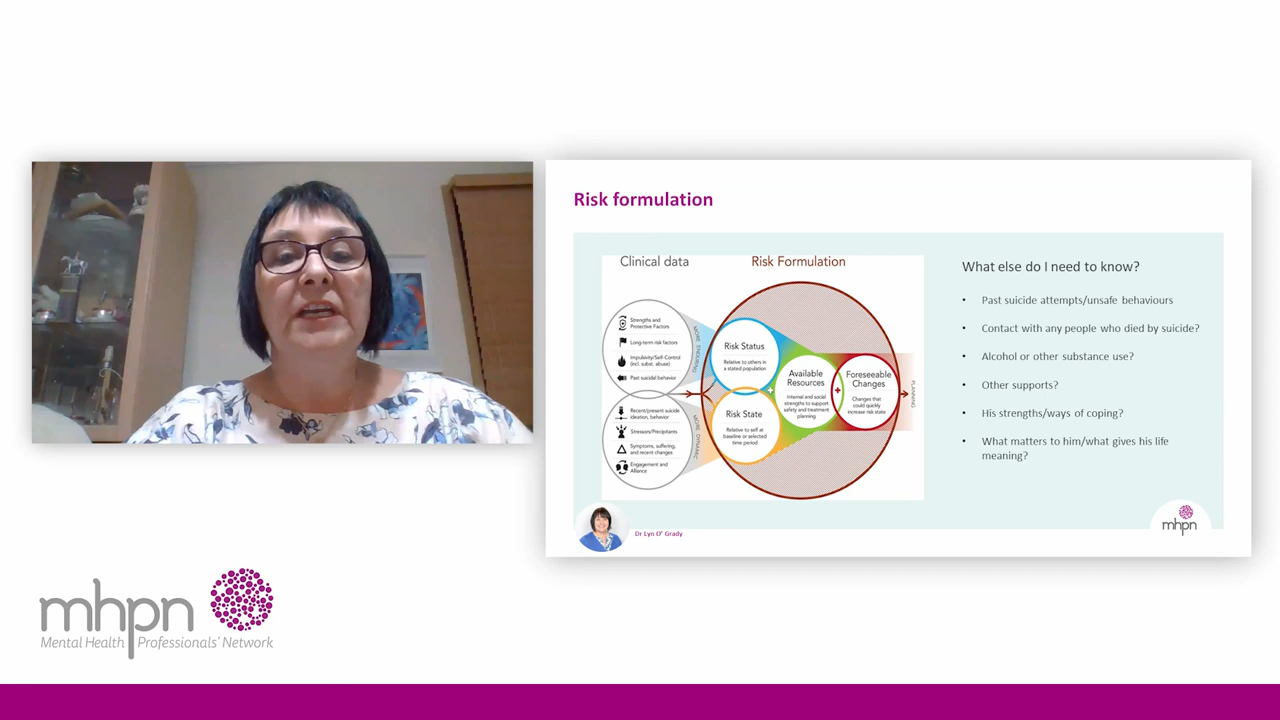 Risk formulation
Clinical data
Risk Formulation
Strengths and
Protective Factors
Long-term risk factors
Impulsivity/Self-Control
(incl. subst. abuse)
Past suicidal behavior
MORE ENDURING
Recent/present suicide
ideation, behavior
Stressors/Precipitants
Symptoms, suffering,
and recent changes
Engagement and
Alliance
MORE DYNAMIC
Risk Status
Relative to others in
a stated population
Risk State
Relative to self at
baseline or selected
time period
Available
Resources
Internal and social
strengths to support
safety and treatment
planning
Foreseeable
Changes
Changes that
could quickly
increase risk state
PLANNING
What else do I need to know?
• Past suicide attempts/unsafe behaviours
• Contact with any people who died by suicide?
• Alcohol or other substance use?
• Other supports?
• His strengths/ways of coping?
• What matters to him/what gives his life
meaning?
Dr Lyn O' Grady
mhpn
mhpn
Mental Health Professionals' Network